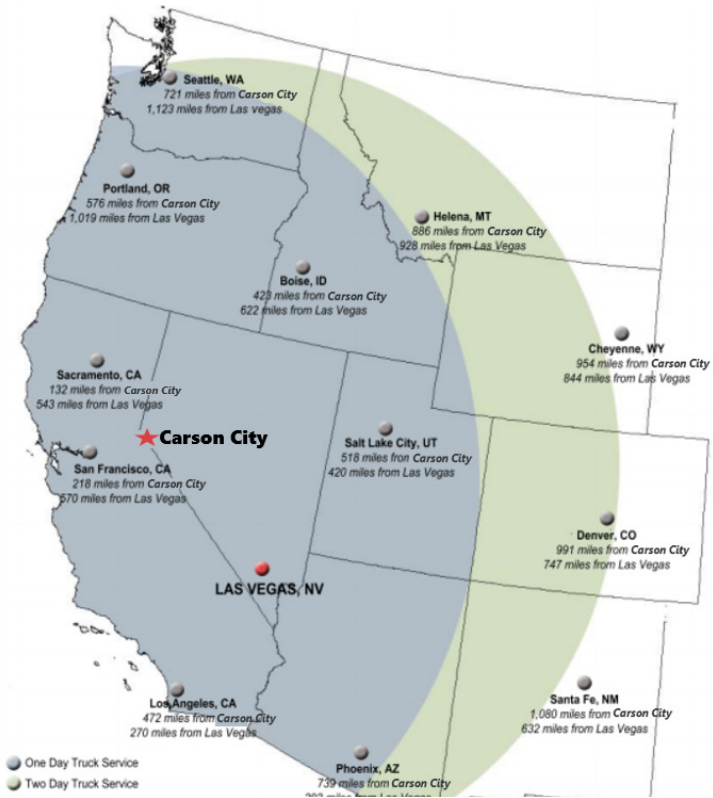 Seattle, WA
721 miles from Carson City
1,123 miles from Las vegas
Portland, OR
576 miles from Carson City
1,019 miles from Las Vegas
Helena, MT
886 miles from Carson City
928 miles from Las Vegas
Boise, ID
423 miles from Carson City
622 miles from Las Vegas
Cheyenne, WY
954 miles from Carson City
844 miles from Las Vegas
Sacramento, CA
132 miles from Carson City
543 miles from Las Vegas
Carson City
Salt Lake City, UT
518 miles fron Carson City
420 miles from Las Vegas
San Francisco, CA
218 miles from Carson City
570 miles from Las Vegas
Denver, CO
991 miles from Carson City
747 miles from Las Vegas
LAS VEGAS, NV
Santa Fe, NM
1,080 miles from Carson City
632 miles from Las Vegas
Los Angeles, CA
472 miles from Carson City
270 miles from Las Vegas
Phoenix, AZ
739 miles from Carson City
miles from Las Vegas
One Day Truck Service
Two Day Truck Service